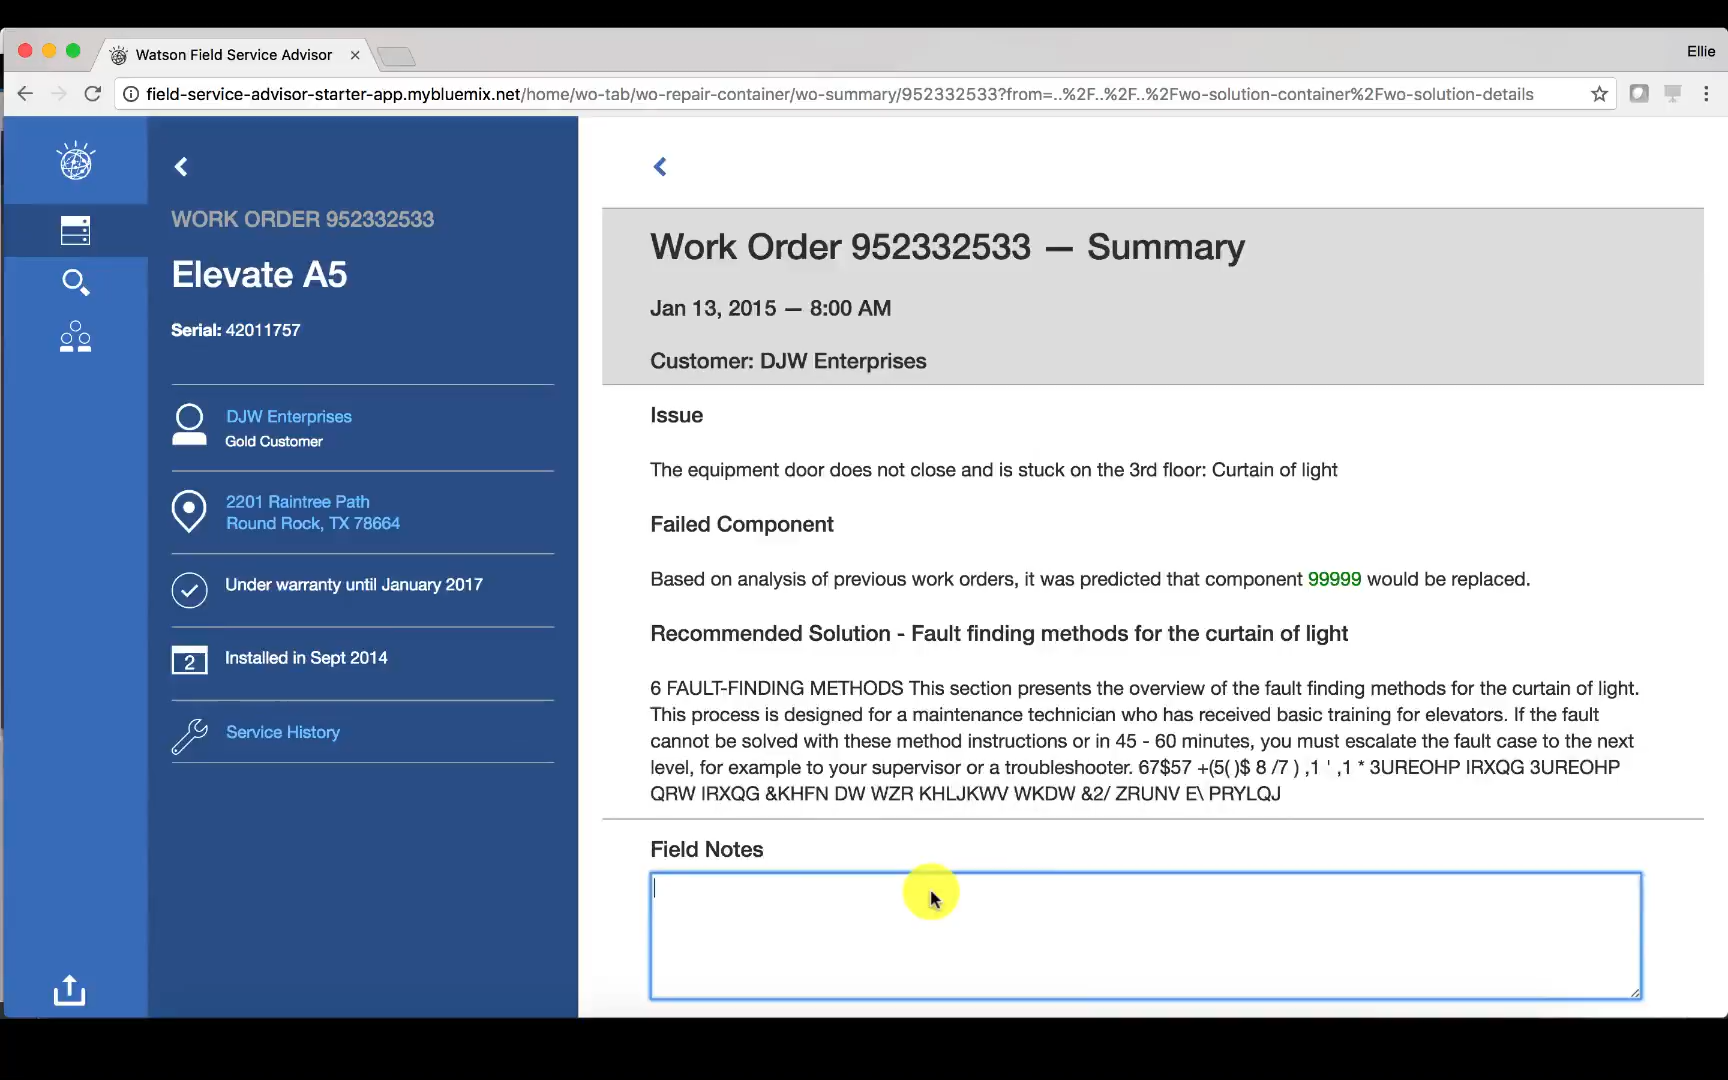 Watson Field Service Advisor
Ellie
field-service-advisor-starter-app.mybluemix.net/home/wo-tab/wo-repair-container/wo-summary/952332533?from=..%2F..%2F..%2Fwo-solution-container%2Fwo-solution-details
WORK ORDER 952332533
Elevate A5
Serial: 42011757
DJW Enterprises
Gold Customer
2201 Raintree Path
Round Rock, TX 78664
Under warranty until January 2017
2
Installed in Sept 2014
Service History
Work Order 952332533 — Summary
Jan 13, 2015 — 8:00 AM
Customer: DJW Enterprises
Issue
The equipment door does not close and is stuck on the 3rd floor: Curtain of light
Failed Component
Based on analysis of previous work orders, it was predicted that component 99999 would be replaced.
Recommended Solution - Fault finding methods for the curtain of light
6 FAULT-FINDING METHODS This section presents the overview of the fault finding methods for the curtain of light.
This process is designed for a maintenance technician who has received basic training for elevators. If the fault
cannot be solved with these method instructions or in 45 - 60 minutes, you must escalate the fault case to the next
level, for example to your supervisor or a troubleshooter. 67$57 +(5( )$ 8 /7 ) ,1 ' ,1 * 3UREOHP IRXQG 3UREOHP
QRW IRXQG &KHFN DW WZR KHLJKWV WKDW &2/ ZRUNV E\ PRYLQJ
Field Notes